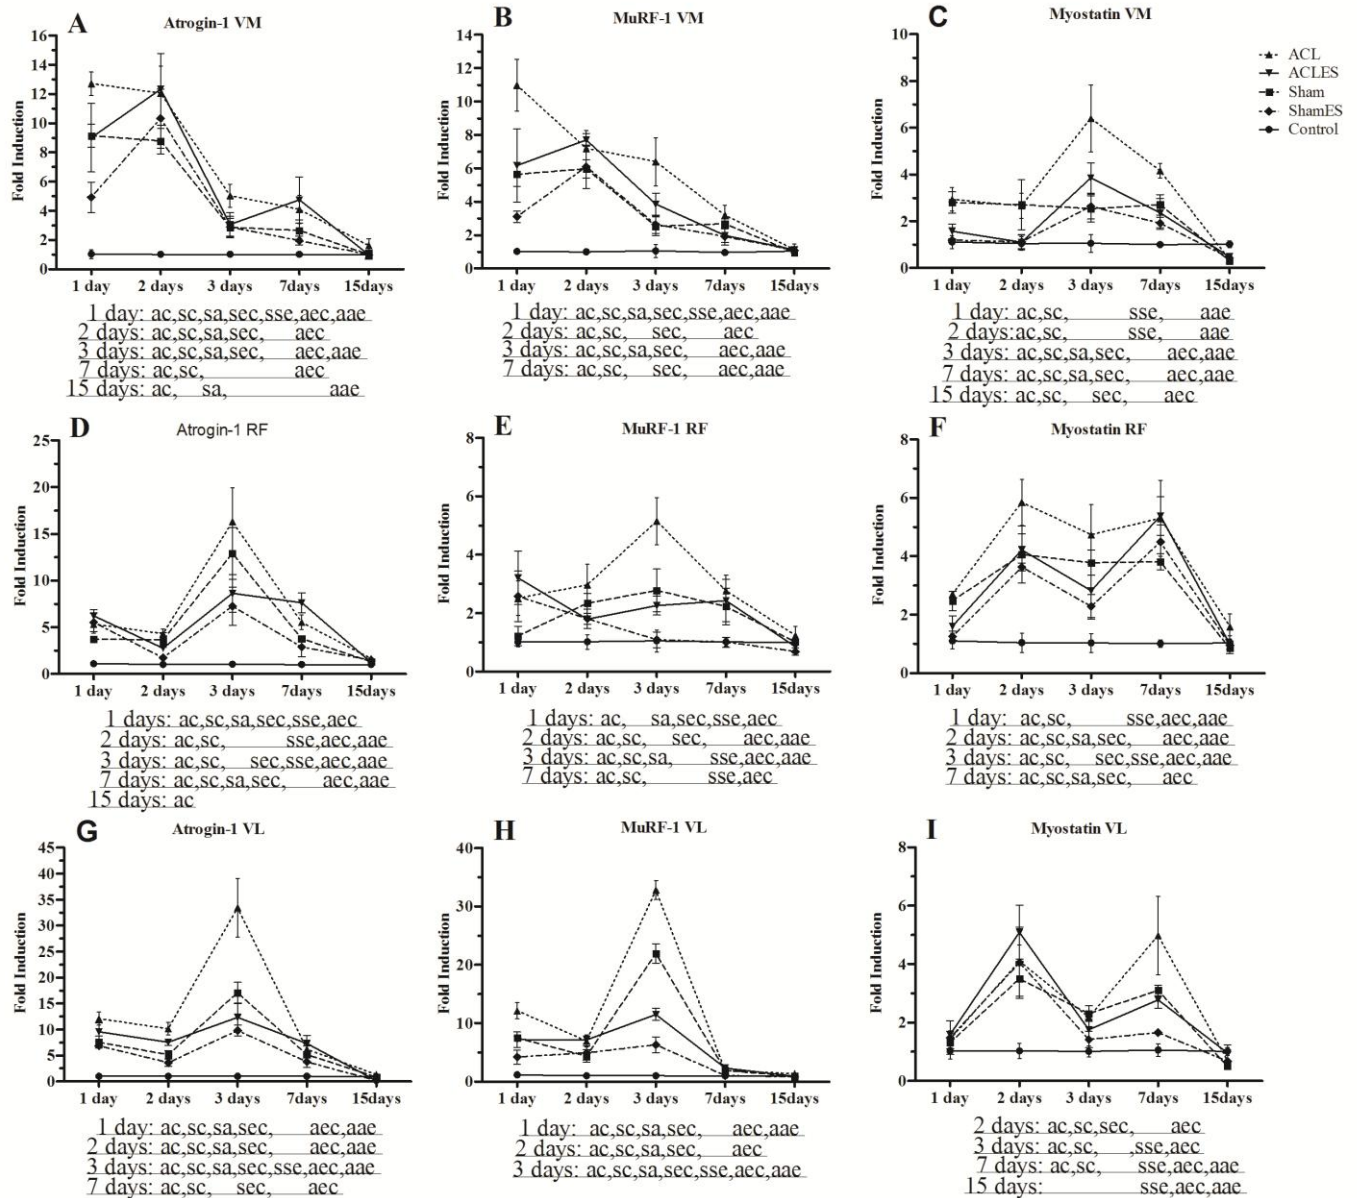 A Atrogin-1 VM
B MuRF-1 VM
C Myostatin VM
ACL
ACLES
Sham
ShamES
Control
Fold Induction
16
14
12
10
8
6
4
2
0
1 day 2 days 3 days 7 days 15days
Fold Induction
14
12
10
8
6
4
2
0
1 day 2 days 3 days 7days 15days
Fold Induction
10
8
6
4
2
0
1 day 2 days 3 days 7days 15days
1 day: ac,sc,sa,sec,sse,aec,aae
2 days: ac,sc,sa,sec, aec
3 days: ac,sc,sa,sec, aec,aae
7 days: ac,sc, aec
15 days: ac, sa, aae
1 day: ac,sc,sa,sec,sse,aec,aae
2 days: ac,sc, sec, aec
3 days: ac,sc,sa,sec, aec,aae
7 days: ac,sc, sec, aec,aae
1 day: ac,sc, sse, aae
2 days:ac,sc, sse, aae
3 days: ac,sc,sa,sec, aec,aae
7 days: ac,sc,sa,sec, aec,aae
15 days: ac,sc, sec, aec
D Atrogin-1 RF
E MuRF-1 RF
F Myostatin RF
Fold Induction
25
20
15
10
5
0
1 day 2 days 3 days 7days 15days
Fold Induction
8
6
4
2
0
1 day 2 days 3 days 7days 15days
Fold Induction
8
6
4
2
0
1 day 2 days 3 days 7days 15days
1 days: ac,sc,sa,sec,sse,aec
2 days: ac,sc, sse,aec,aae
3 days: ac,sc, sec,sse,aec,aae
7 days: ac,sc,sa,sec, aec,aae
15 days: ac
1 days: ac, sa,sec,sse,aec
2 days: ac,sc, sec, aec,aae
3 days: ac,sc,sa, sse,aec,aae
7 days: ac,sc, sse,aec
1 day: ac,sc, sse,aec,aae
2 days: ac,sc,sa,sec, aec,aae
3 days: ac,sc, sec,sse,aec,aae
7 days: ac,sc,sa,sec, aec
G Atrogin-1 VL
H MuRF-1 VL
I Myostatin VL
Fold Induction
45
40
35
30
25
20
15
10
5
0
1 day 2 days 3 days 7days 15days
Fold Induction
40
30
20
10
0
1 day 2 days 3 days 7days 15days
Fold Induction
8
6
4
2
0
1 day 2 days 3 days 7days 15days
1 day: ac,sc,sa,sec, aec,aae
2 days: ac,sc,sa,sec, aec,aae
3 days: ac,sc,sa,sec,sse,aec,aae
7 days: ac,sc, sec, aec
1 day: ac,sc,sa,sec, aec,aae
2 days: ac,sc,sa,sec, aec
3 days: ac,sc,sa,sec,sse,aec,aae
2 days: ac,sc,sec, aec
3 days: ac,sc, ,sse,aec
7 days: ac,sc, sse,aec,aae
15 days: sse,aec,aae